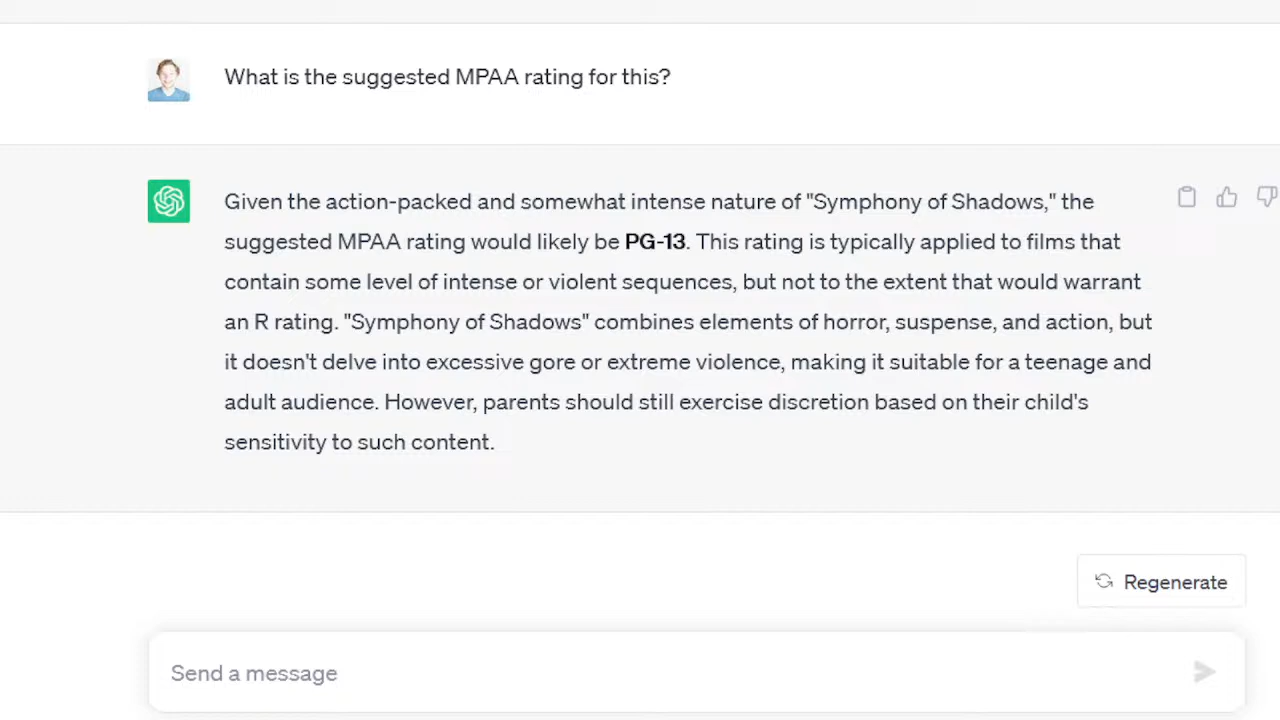 What is the suggested MPAA rating for this?
Given the action-packed and somewhat intense nature of "Symphony of Shadows," the
suggested MPAA rating would likely be PG-13. This rating is typically applied to films that
contain some level of intense or violent sequences, but not to the extent that would warrant
an R rating. "Symphony of Shadows" combines elements of horror, suspense, and action, but
it doesn't delve into excessive gore or extreme violence, making it suitable for a teenage and
adult audience. However, parents should still exercise discretion based on their child's
sensitivity to such content.
Regenerate
Send a message